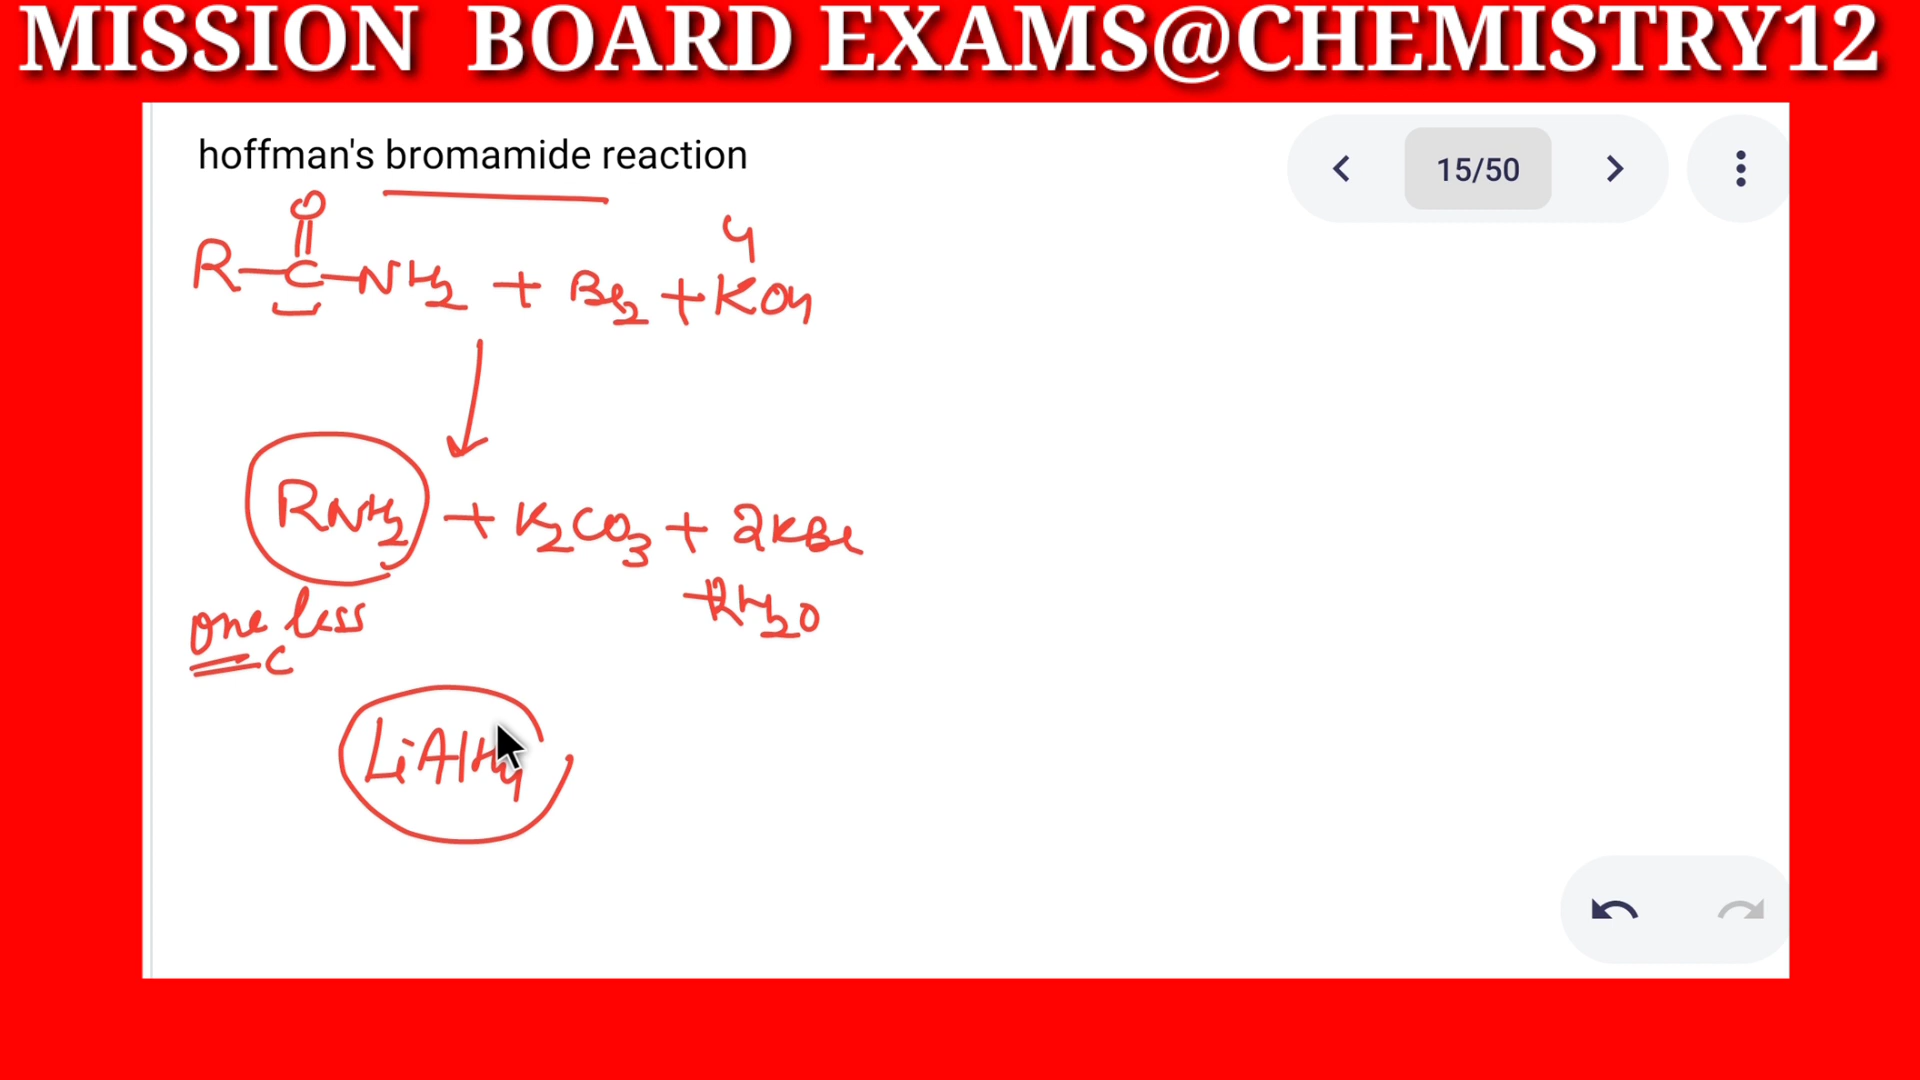 MISSION BOARD EXAMS@CHEMISTRY12
hoffman's bromamide reaction
15/50
O
4
R-C-NH2 + Br2 + KOH
RNH2 + K2CO3 + 2KBr
+2H2O
one less
C
LiAlH4